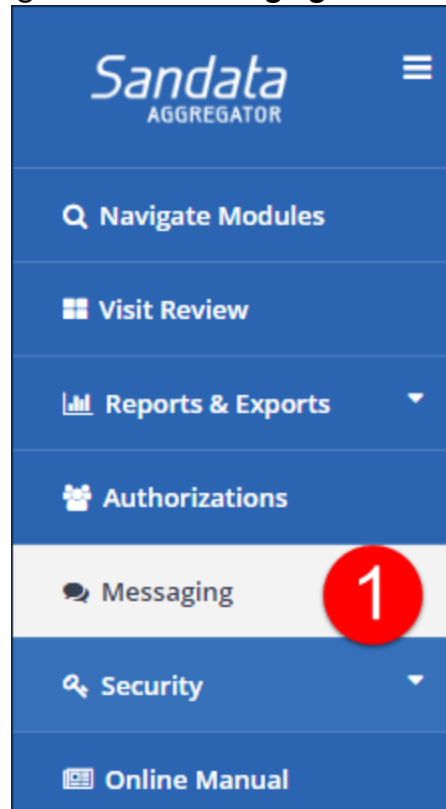 Sandata
AGGREGATOR
Navigate Modules
Visit Review
Reports & Exports
Authorizations
Messaging
1
Security
Online Manual